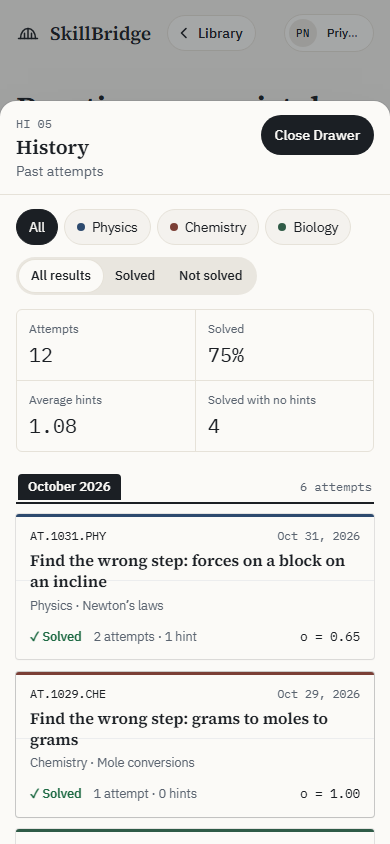 SkillBridge
Library
PN
Priy...
HI 05
History
Past attempts
Close Drawer
All
Physics
Chemistry
Biology
All results
Solved
Not solved
Attempts
12
Solved
75%
Average hints
1.08
Solved with no hints
4
October 2026
6 attempts
AT.1031.PHY
Oct 31, 2026
Find the wrong step: forces on a block on
an incline
Physics · Newton's laws
✓ Solved 2 attempts · 1 hint
o = 0.65
AT.1029.CHE
Oct 29, 2026
Find the wrong step: grams to moles to
grams
Chemistry · Mole conversions
✓ Solved 1 attempt · 0 hints
o = 1.00